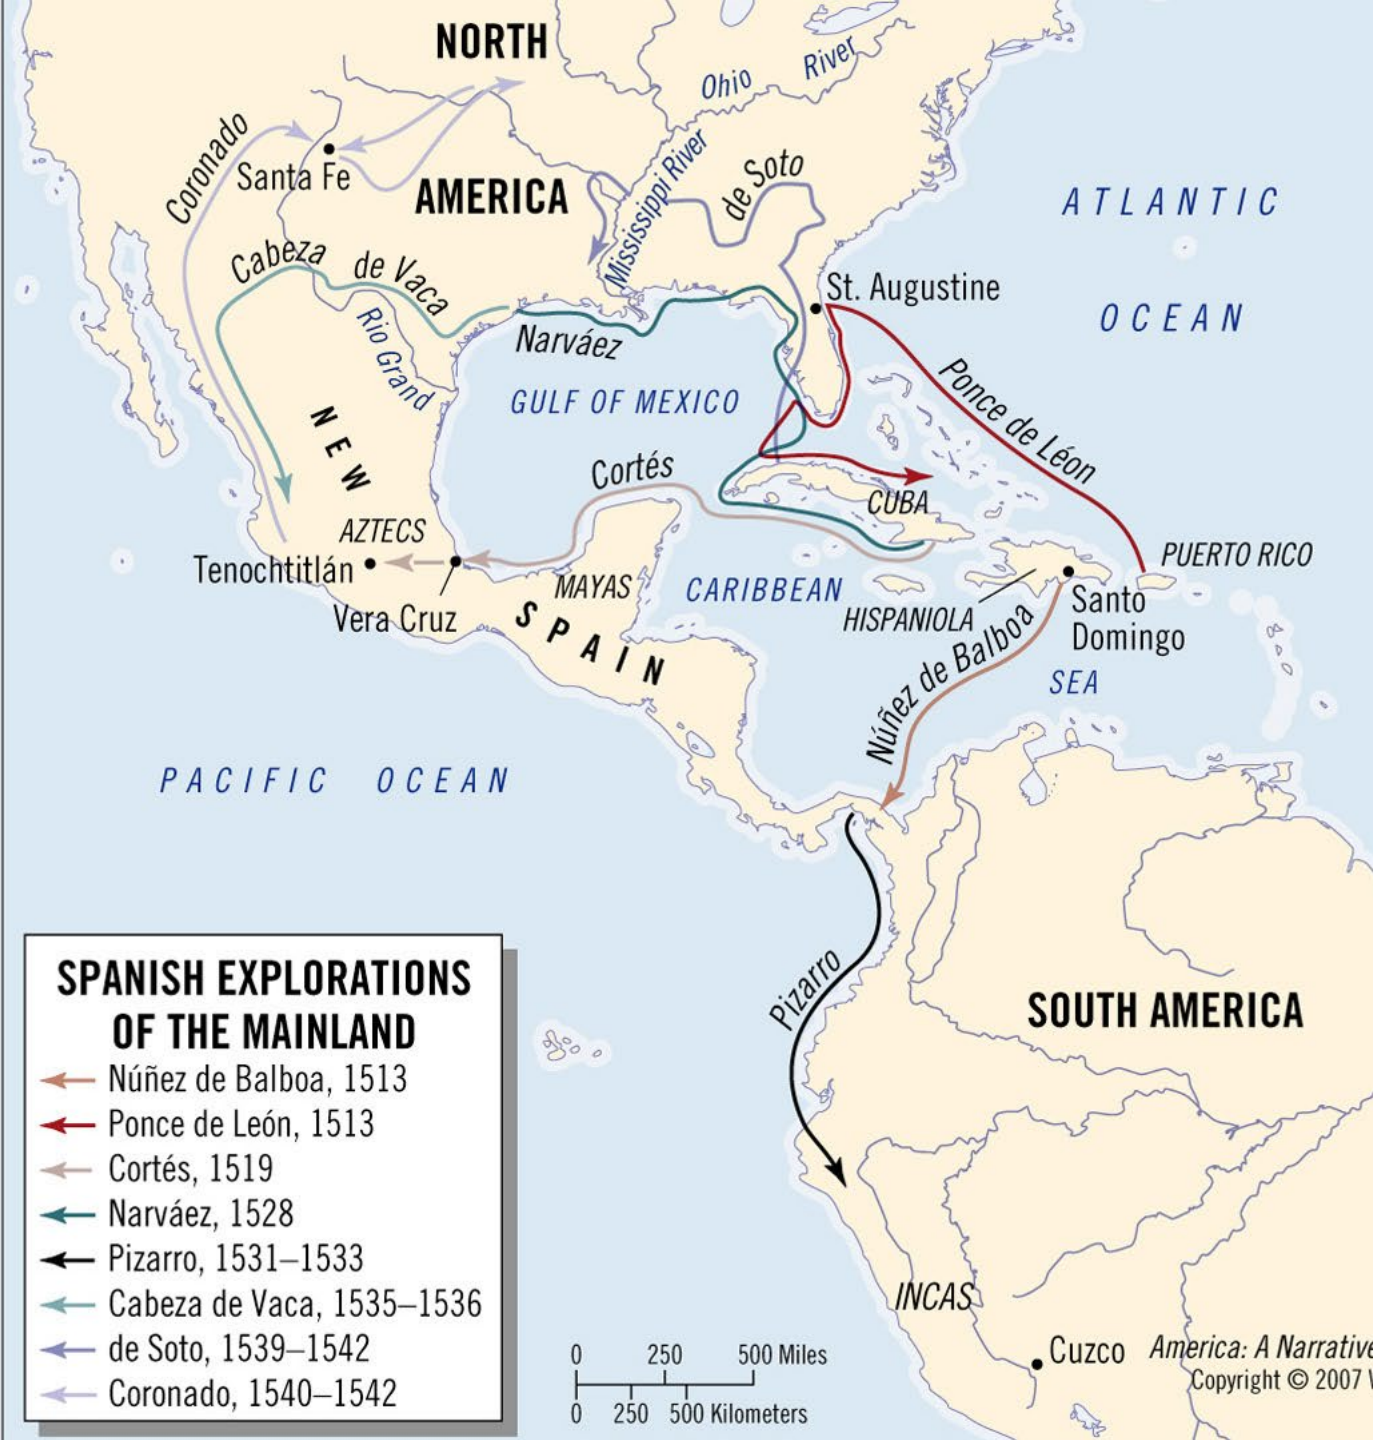 NORTH
AMERICA
Ohio
River
Mississippi River
de Soto
Coronado
Santa Fe
Cabeza de Vaca
Rio Grand
Narváez
GULF OF MEXICO
St. Augustine
ATLANTIC
OCEAN
Ponce de Léon
NEW
SPAIN
Cortés
CUBA
AZTECS
Tenochtitlán
Vera Cruz
MAYAS
CARIBBEAN
SEA
HISPANIOLA
PUERTO RICO
Santo
Domingo
Núñez de Balboa
PACIFIC OCEAN
Pizarro
SOUTH AMERICA
INCAS
Cuzco
SPANISH EXPLORATIONS
OF THE MAINLAND
Núñez de Balboa, 1513
Ponce de León, 1513
Cortés, 1519
Narváez, 1528
Pizarro, 1531–1533
Cabeza de Vaca, 1535–1536
de Soto, 1539–1542
Coronado, 1540–1542
0 250 500 Miles
0 250 500 Kilometers
America: A Narrative
Copyright © 2007